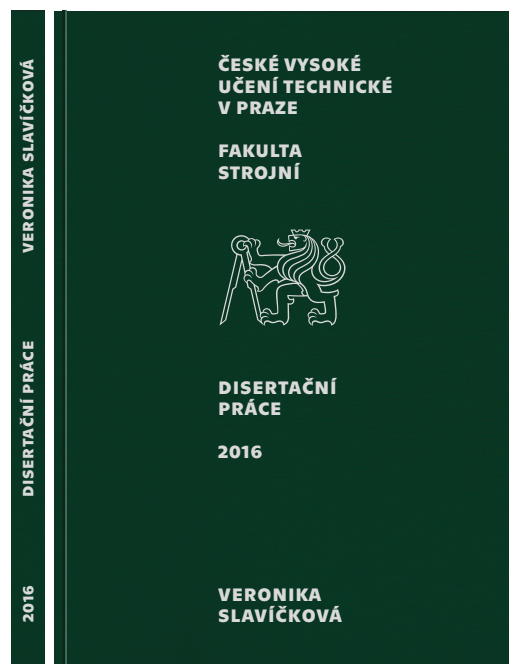 VERONIKA SLAVÍČKOVÁ
DISERTAČNÍ PRÁCE
2016
ČESKÉ VYSOKÉ
UČENÍ TECHNICKÉ
V PRAZE
FAKULTA
STROJNÍ
DISERTAČNÍ
PRÁCE
2016
VERONIKA
SLAVÍČKOVÁ